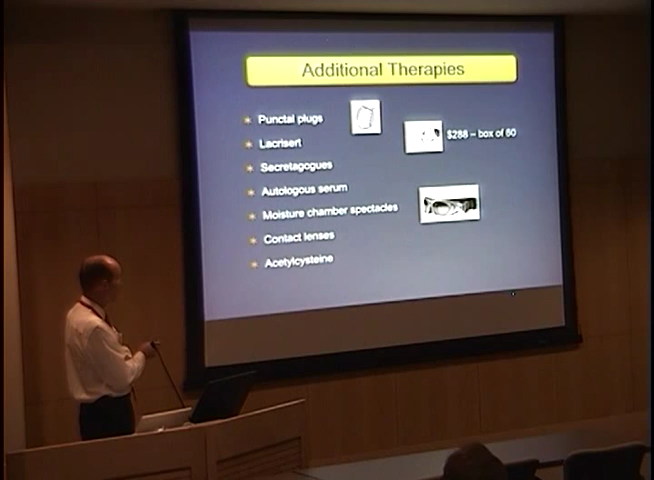 Additional Therapies
Punctal plugs
$288 – box of 60
Lacrisert
Secretagogues
Autologous serum
Moisture chamber spectacles
Contact lenses
Acetylcysteine